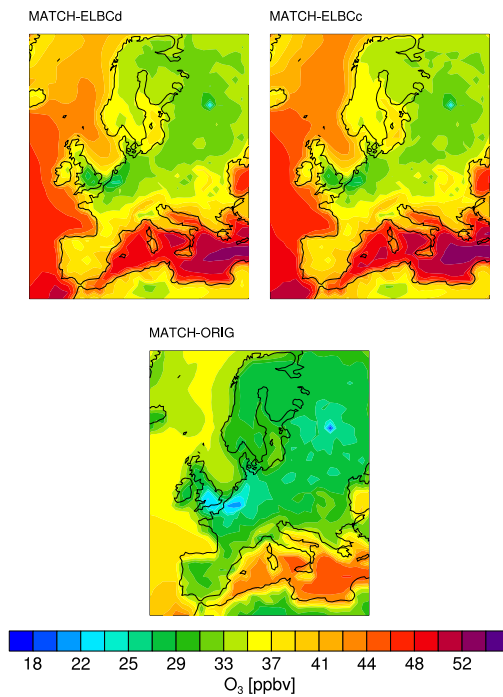 MATCH-ELBCd
MATCH-ELBCc
MATCH-ORIG
18 22 25 29 33 37 41 44 48 52
O₃ [ppbv]